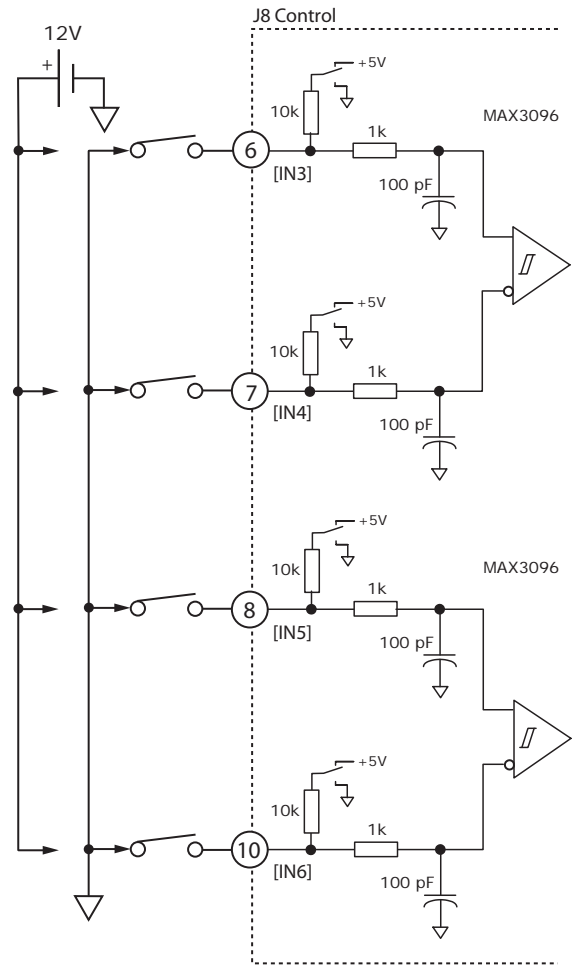 J8 Control
12V
+
+5V
10k
1k
MAX3096
6
[IN3]
100 pF
+5V
10k
1k
7
[IN4]
100 pF
+5V
10k
1k
MAX3096
8
[IN5]
100 pF
+5V
10k
1k
10
[IN6]
100 pF